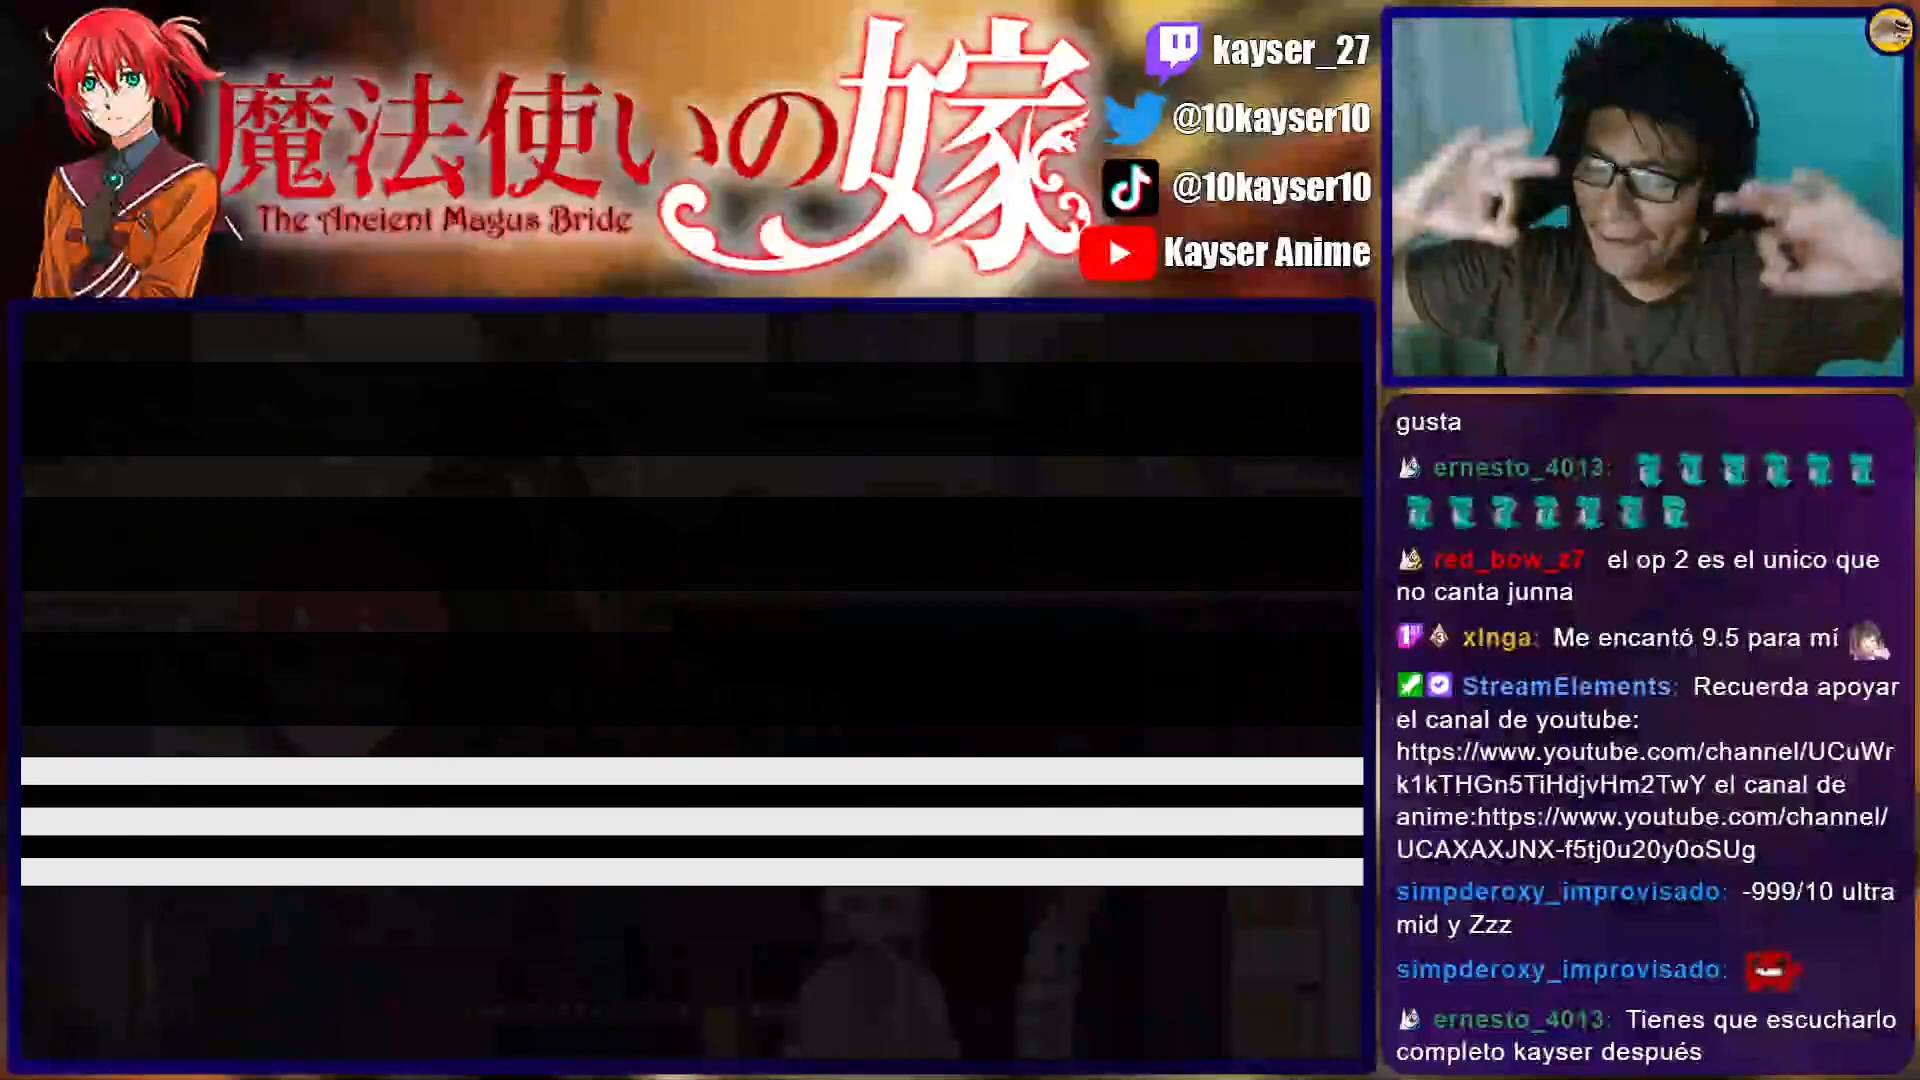 魔法使いの嫁
The Ancient Magus Bride
kayser_27
@10kayser10
@10kayser10
Kayser Anime
gusta
ernesto_4013:
red_bow_z7 el op 2 es el unico que
no canta junna
xInga: Me encantó 9.5 para mí
StreamElements: Recuerda apoyar
el canal de youtube:
https://www.youtube.com/channel/UCuWr
k1kTHGn5TiHdjvHm2TwY el canal de
anime:https://www.youtube.com/channel/
UCAXAXJNX-f5tj0u20y0oSUg
simpderoxy_improvisado: -999/10 ultra
mid y Zzz
simpderoxy_improvisado:
ernesto_4013: Tienes que escucharlo
completo kayser después